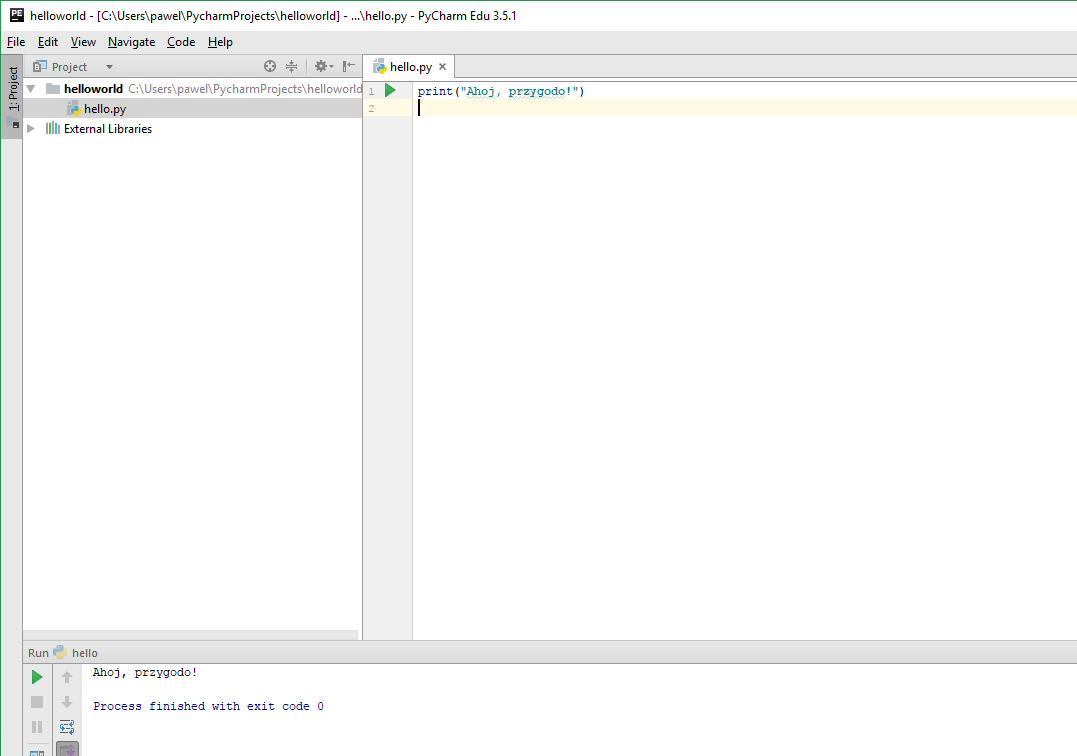 PE helloworld - [C:\Users\pawel\PycharmProjects\helloworld] - ...\hello.py - PyCharm Edu 3.5.1
File Edit View Navigate Code Help
1: Project
Project
hello.py
helloworld C:\Users\pawel\PycharmProjects\helloworld
hello.py
External Libraries
1 print("Ahoj, przygodo!")
2
Run hello
Ahoj, przygodo!
Process finished with exit code 0